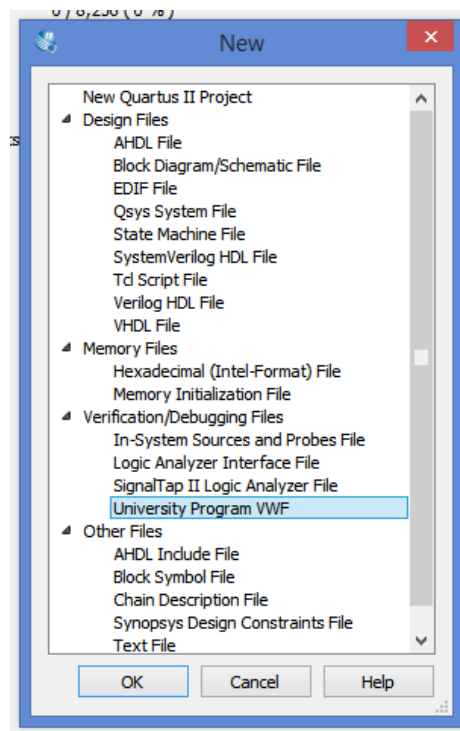 New
New Quartus II Project
Design Files
AHDL File
Block Diagram/Schematic File
EDIF File
Qsys System File
State Machine File
SystemVerilog HDL File
Tcl Script File
Verilog HDL File
VHDL File
Memory Files
Hexadecimal (Intel-Format) File
Memory Initialization File
Verification/Debugging Files
In-System Sources and Probes File
Logic Analyzer Interface File
SignalTap II Logic Analyzer File
University Program VWF
Other Files
AHDL Include File
Block Symbol File
Chain Description File
Synopsys Design Constraints File
Text File
OK Cancel Help